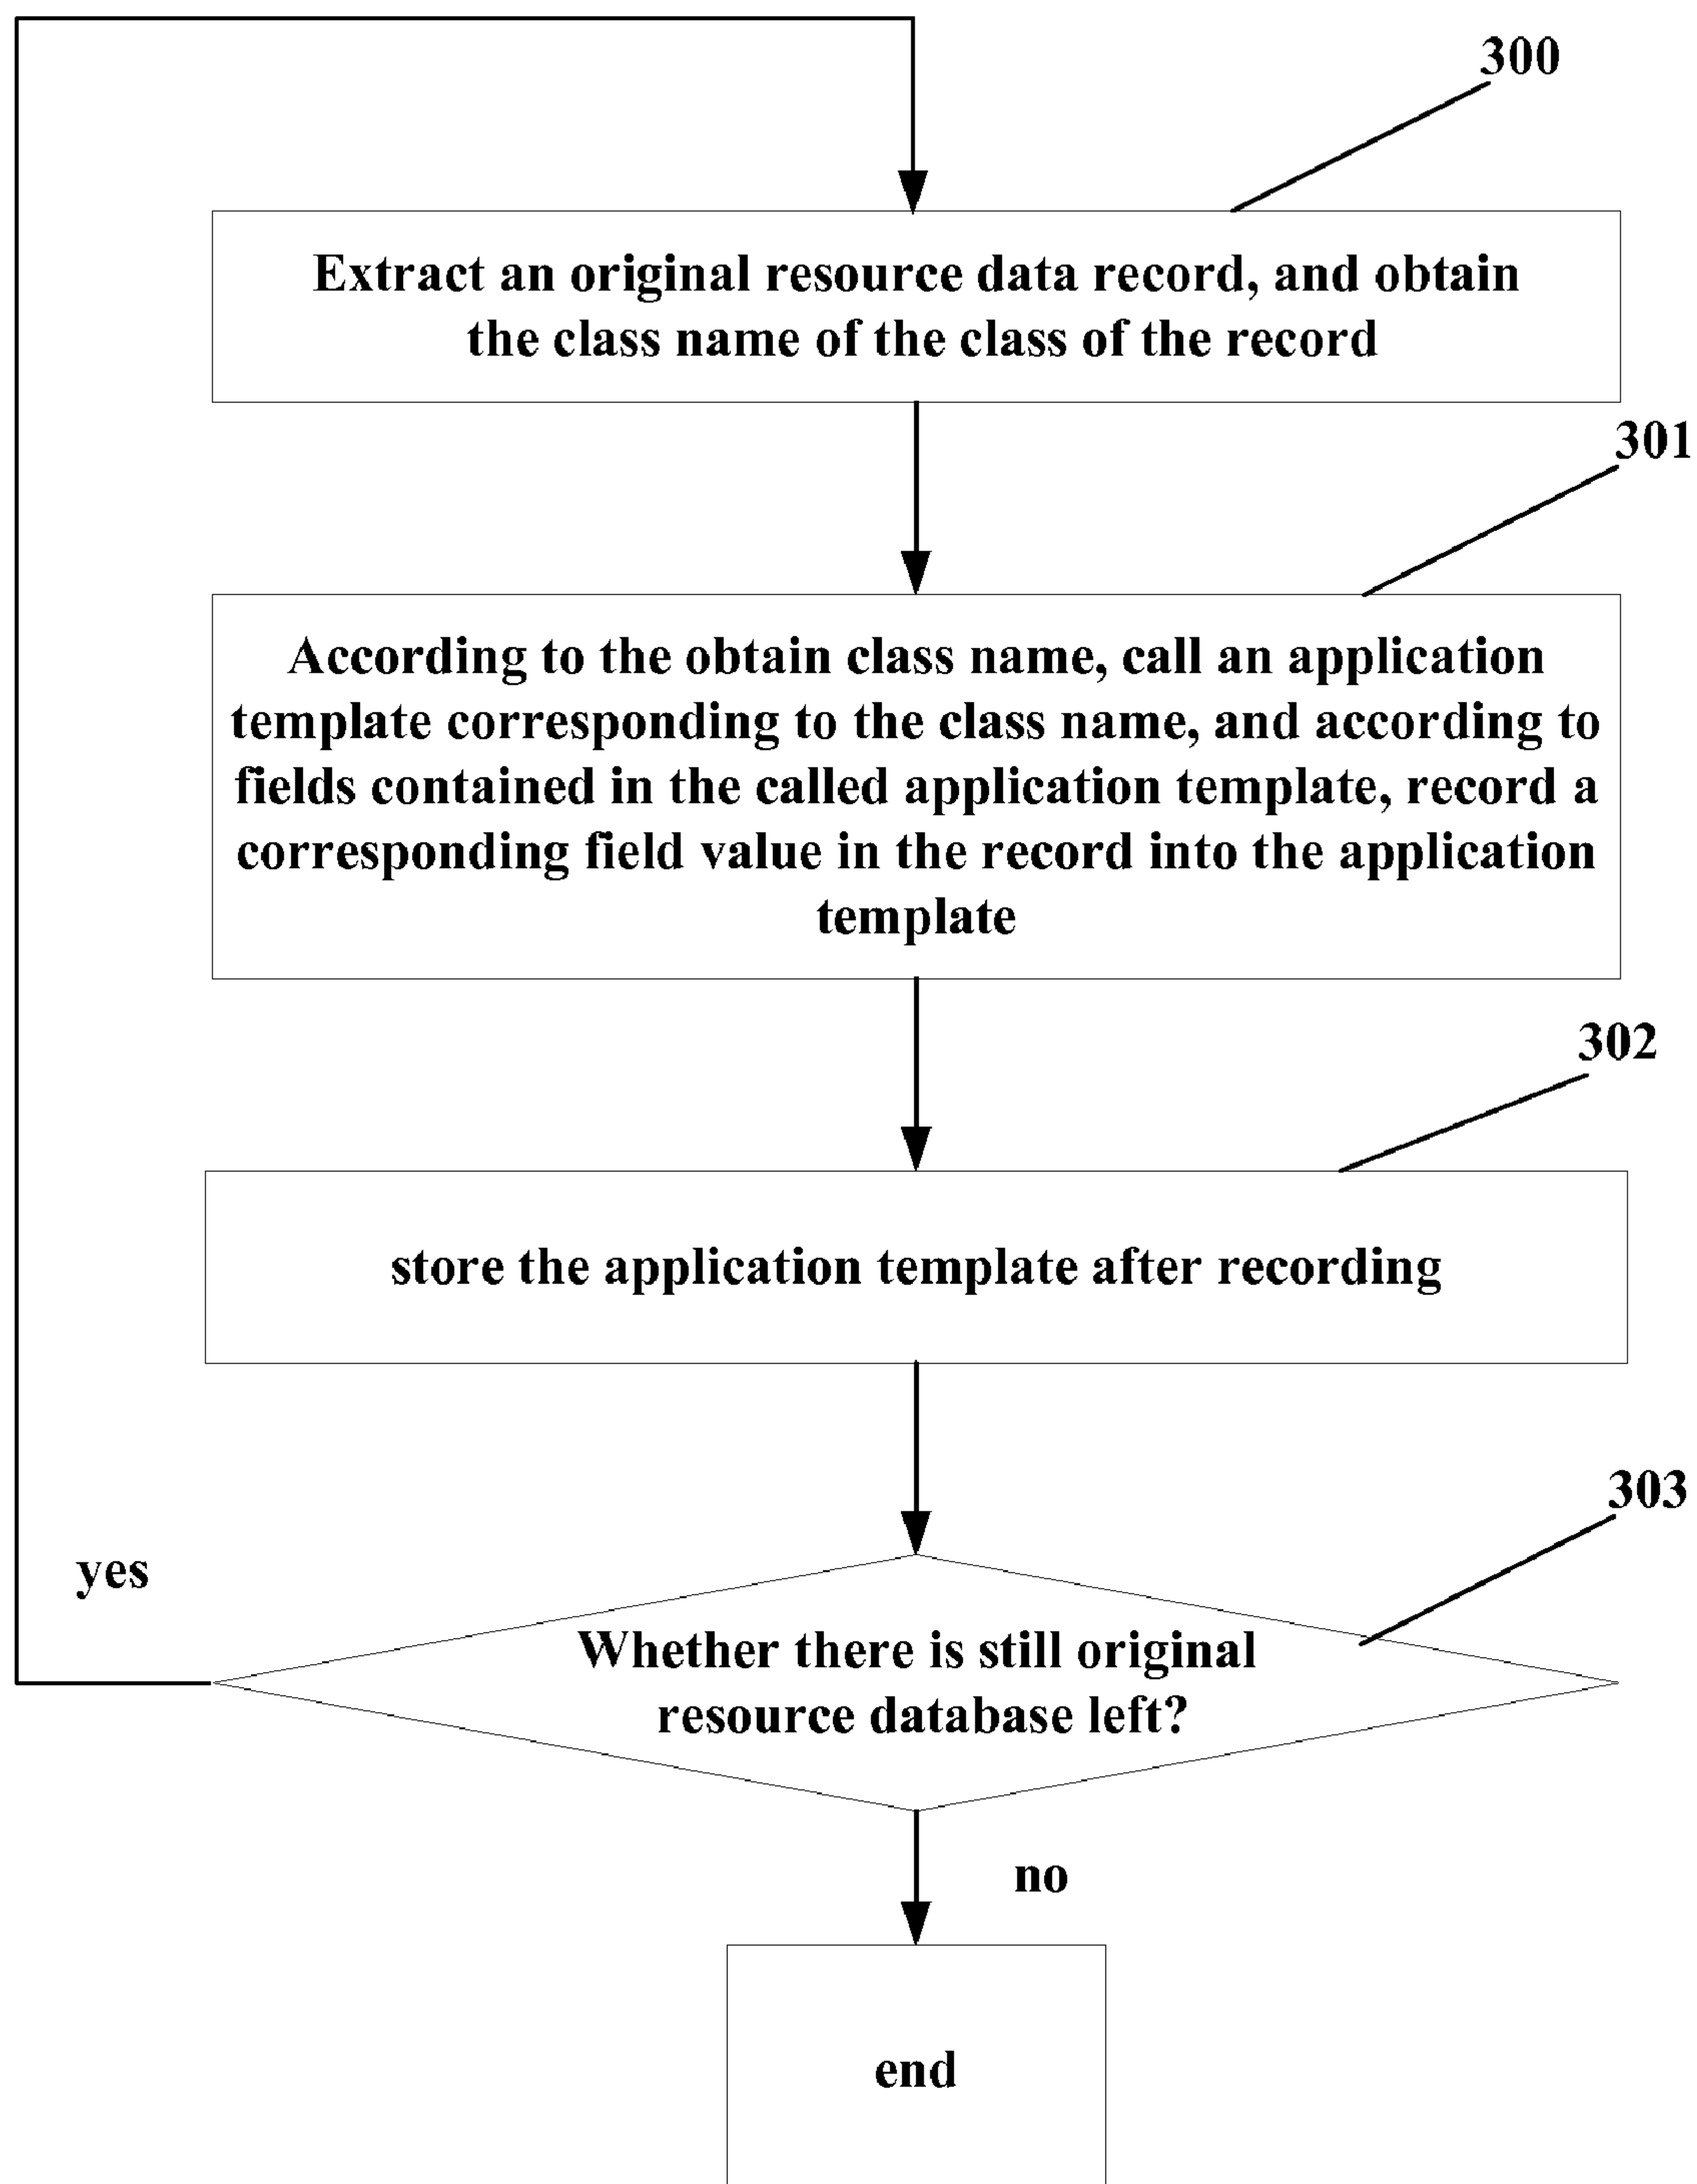 300
Extract an original resource data record, and obtain
the class name of the class of the record
301
According to the obtain class name, call an application
template corresponding to the class name, and according to
fields contained in the called application template, record a
corresponding field value in the record into the application
template
302
store the application template after recording
303
yes
Whether there is still original
resource database left?
no
end